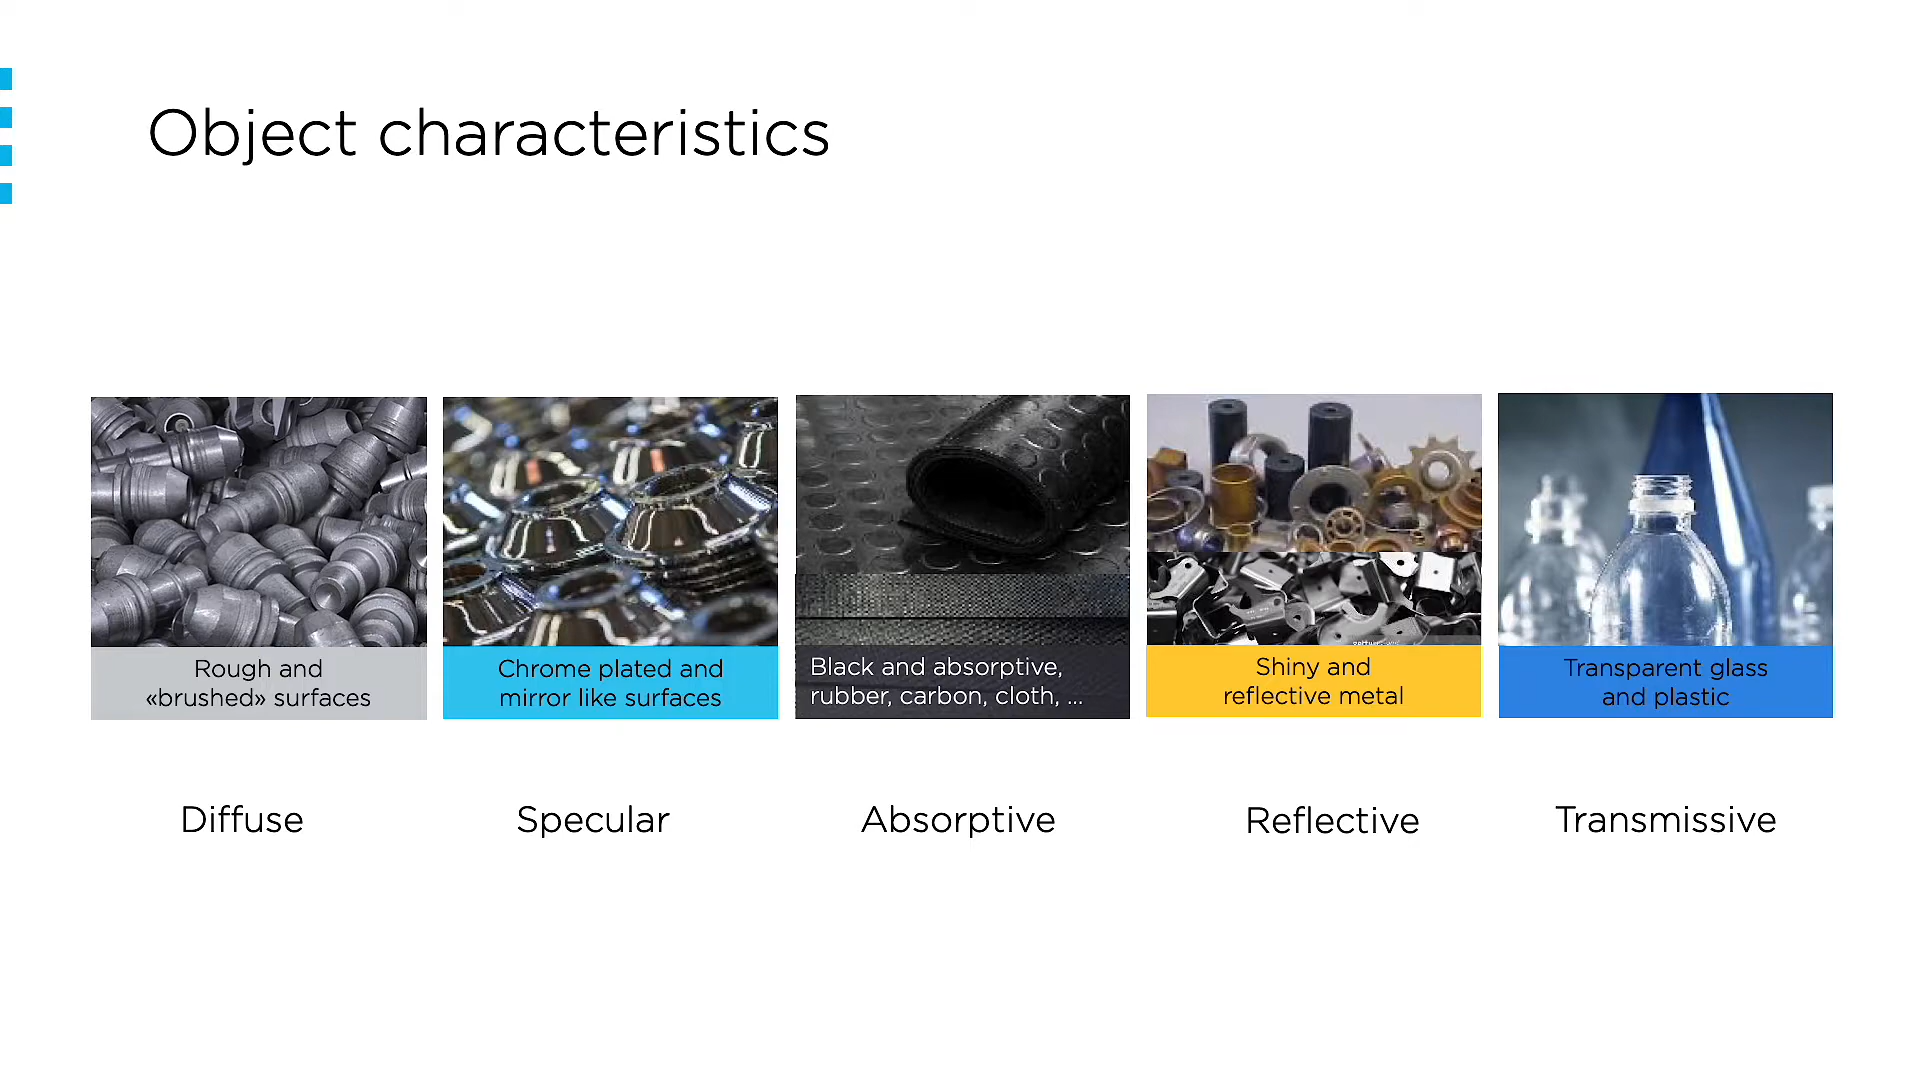 Object characteristics
Rough and
«brushed» surfaces
Chrome plated and
mirror like surfaces
Black and absorptive,
rubber, carbon, cloth, ...
Shiny and
reflective metal
Transparent glass
and plastic
Diffuse
Specular
Absorptive
Reflective
Transmissive